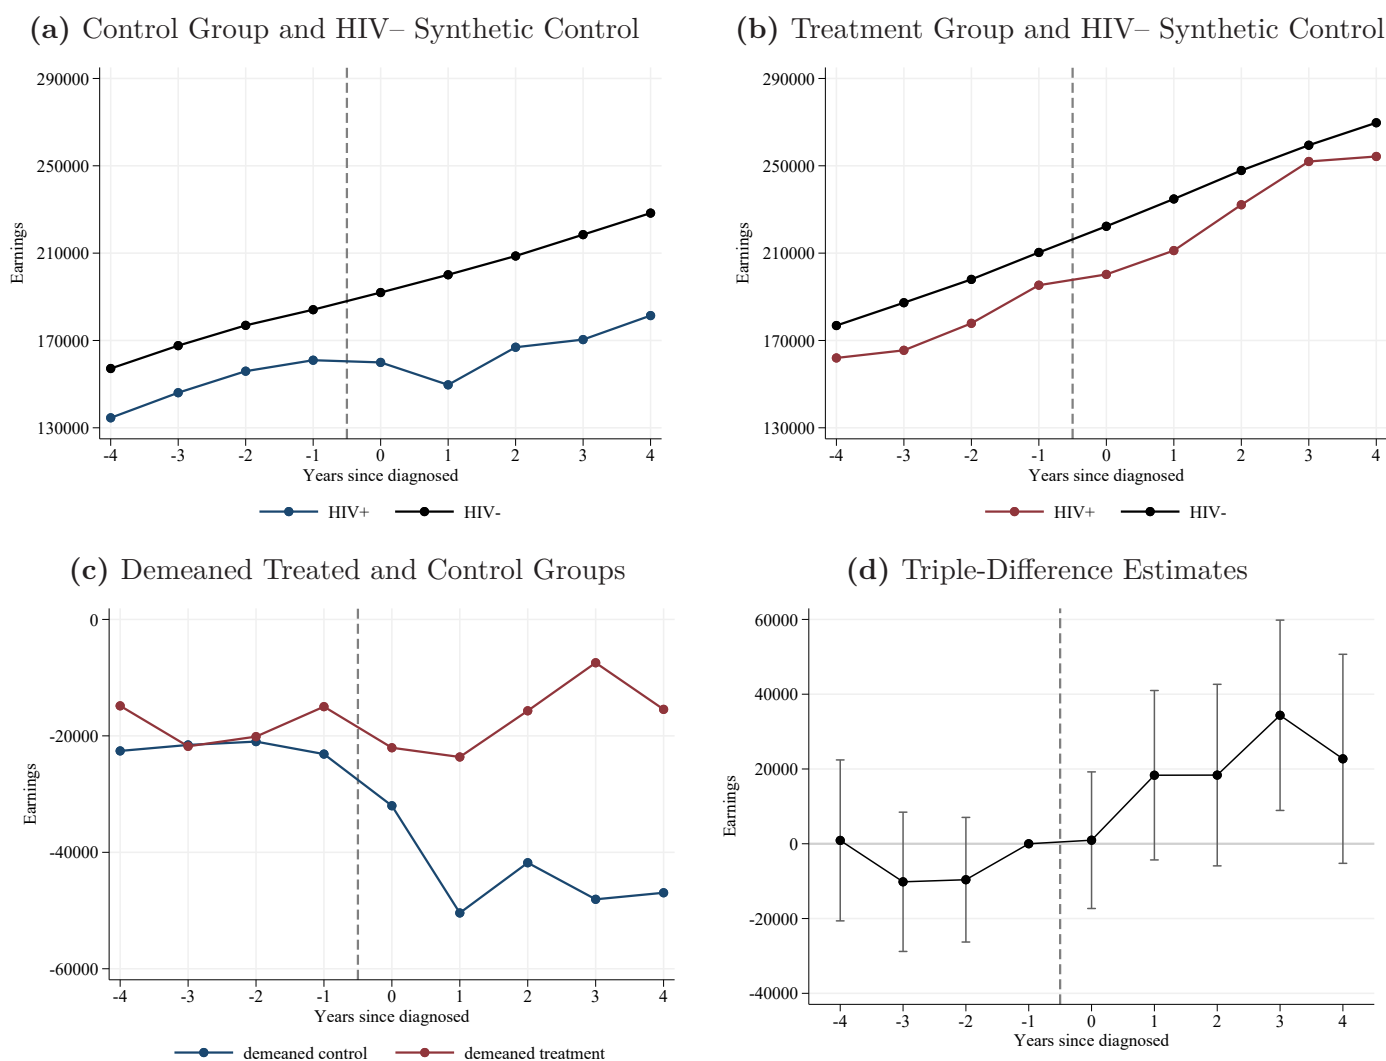 (a) Control Group and HIV– Synthetic Control
290000
250000
210000
170000
130000
Earnings
-4 -3 -2 -1 0 1 2 3 4
Years since diagnosed
HIV+ HIV-
(b) Treatment Group and HIV– Synthetic Control
290000
250000
210000
170000
130000
Earnings
-4 -3 -2 -1 0 1 2 3 4
Years since diagnosed
HIV+ HIV-
(c) Demeaned Treated and Control Groups
0
-20000
-40000
-60000
Earnings
-4 -3 -2 -1 0 1 2 3 4
Years since diagnosed
demeaned control demeaned treatment
(d) Triple-Difference Estimates
60000
40000
20000
0
-20000
-40000
Earnings
-4 -3 -2 -1 0 1 2 3 4
Years since diagnosed